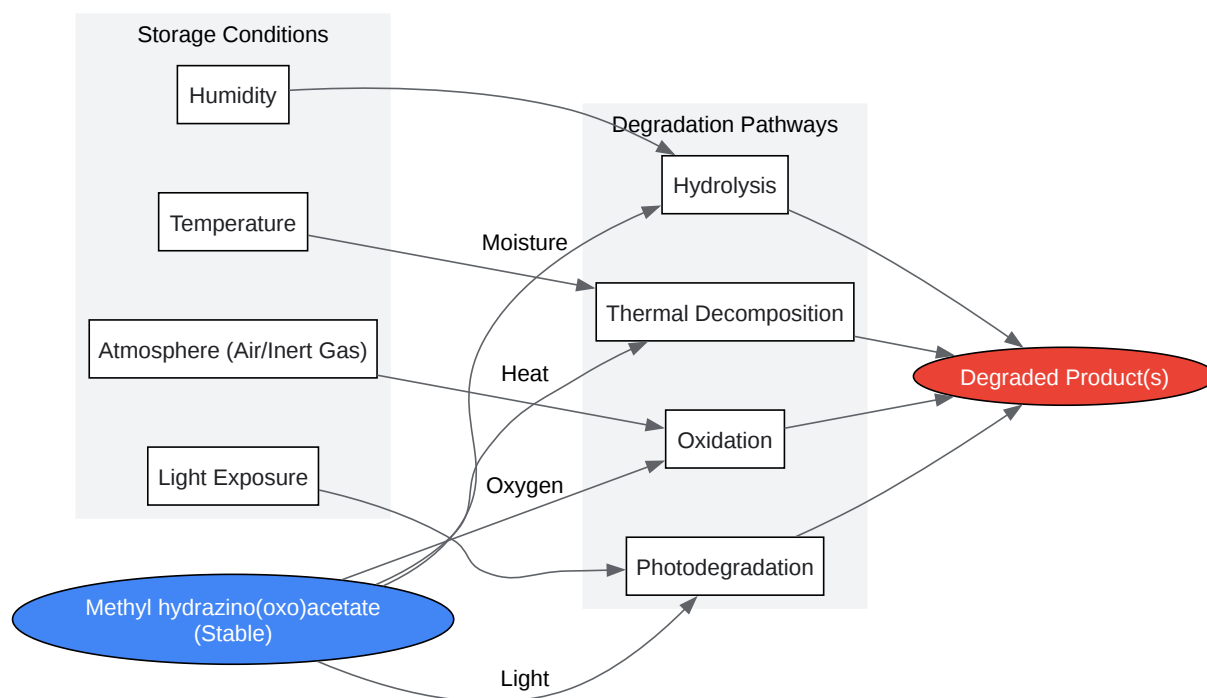 Storage Conditions
Humidity
Temperature
Atmosphere (Air/Inert Gas)
Light Exposure
Methyl hydrazino(oxo)acetate
(Stable)
Moisture
Heat
Oxygen
Light
Degradation Pathways
Hydrolysis
Thermal Decomposition
Oxidation
Photodegradation
Degraded Product(s)